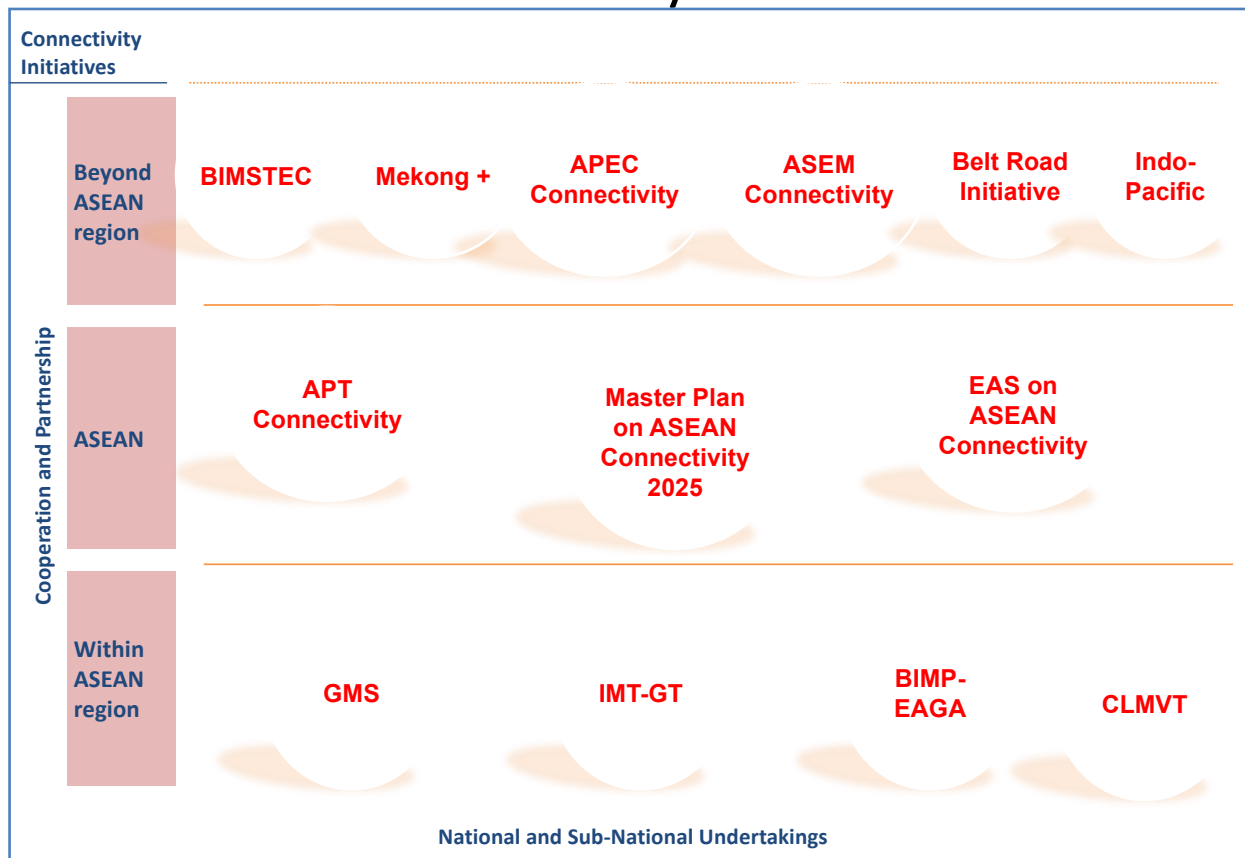 Connectivity
Initiatives
Cooperation and Partnership
Beyond
ASEAN
region
BIMSTEC
Mekong +
APEC
Connectivity
ASEM
Connectivity
Belt Road
Initiative
Indo-
Pacific
ASEAN
APT
Connectivity
Master Plan
on ASEAN
Connectivity
2025
EAS on
ASEAN
Connectivity
Within
ASEAN
region
GMS
IMT-GT
BIMP-
EAGA
CLMVT
National and Sub-National Undertakings